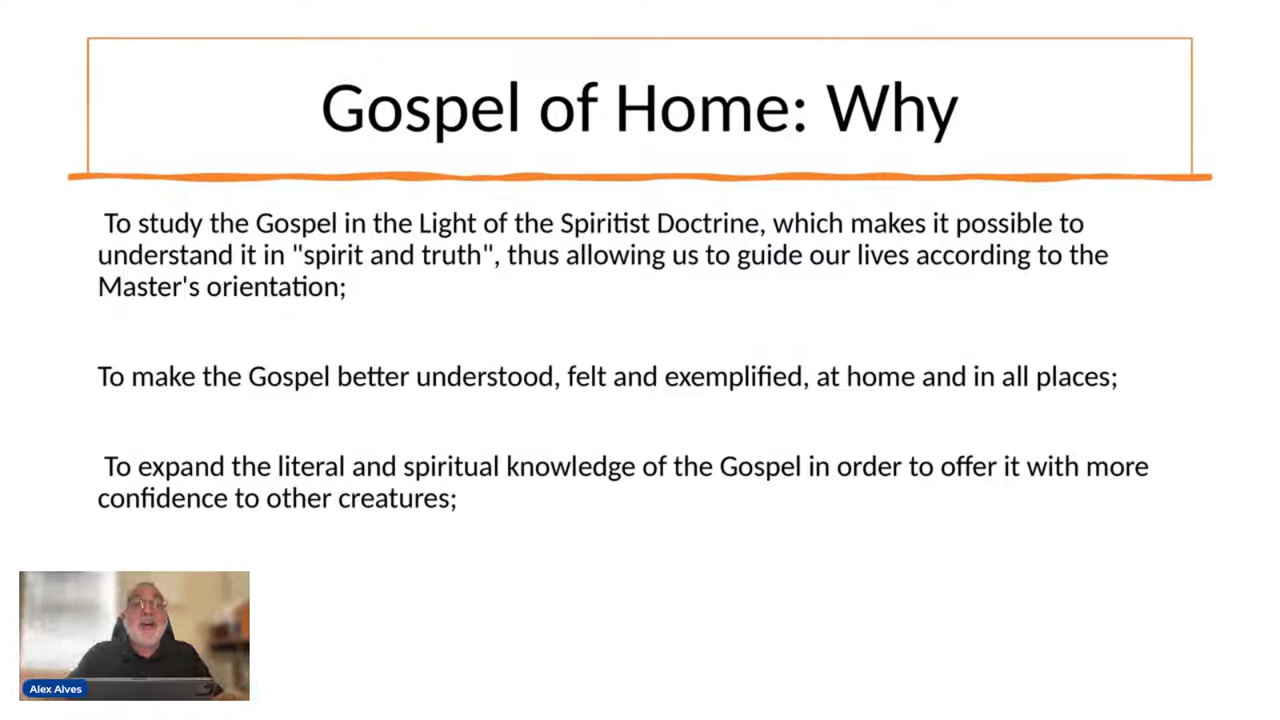 Gospel of Home: Why
To study the Gospel in the Light of the Spiritist Doctrine, which makes it possible to
understand it in "spirit and truth", thus allowing us to guide our lives according to the
Master's orientation;
To make the Gospel better understood, felt and exemplified, at home and in all places;
To expand the literal and spiritual knowledge of the Gospel in order to offer it with more
confidence to other creatures;
Alex Alves